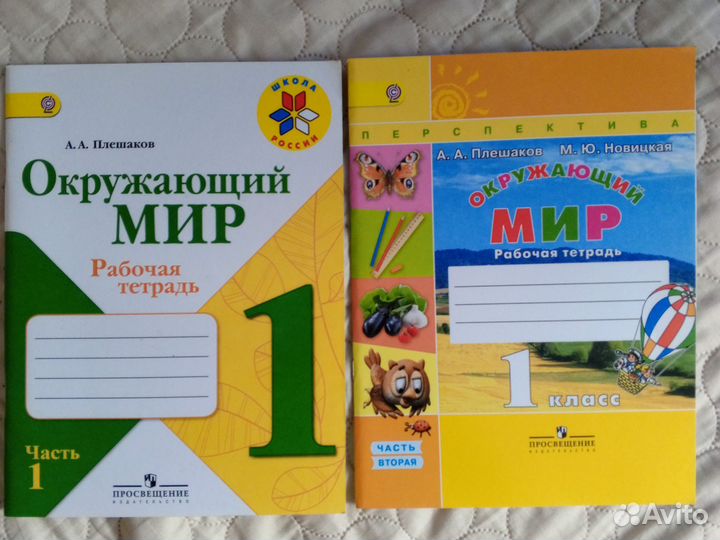 ШКОЛА
РОССИИ
А. А. Плешаков
Окружающий
МИР
Рабочая
тетрадь
1
Часть
1
ПРОСВЕЩЕНИЕ
ИЗДАТЕЛЬСТВО
ПЕРСПЕКТИВА
А. А. Плешаков М. Ю. Новицкая
ОКРУЖАЮЩИЙ
МИР
Рабочая тетрадь
1 класс
ЧАСТЬ
ВТОРАЯ
ПРОСВЕЩЕНИЕ
ИЗДАТЕЛЬСТВО
Avito